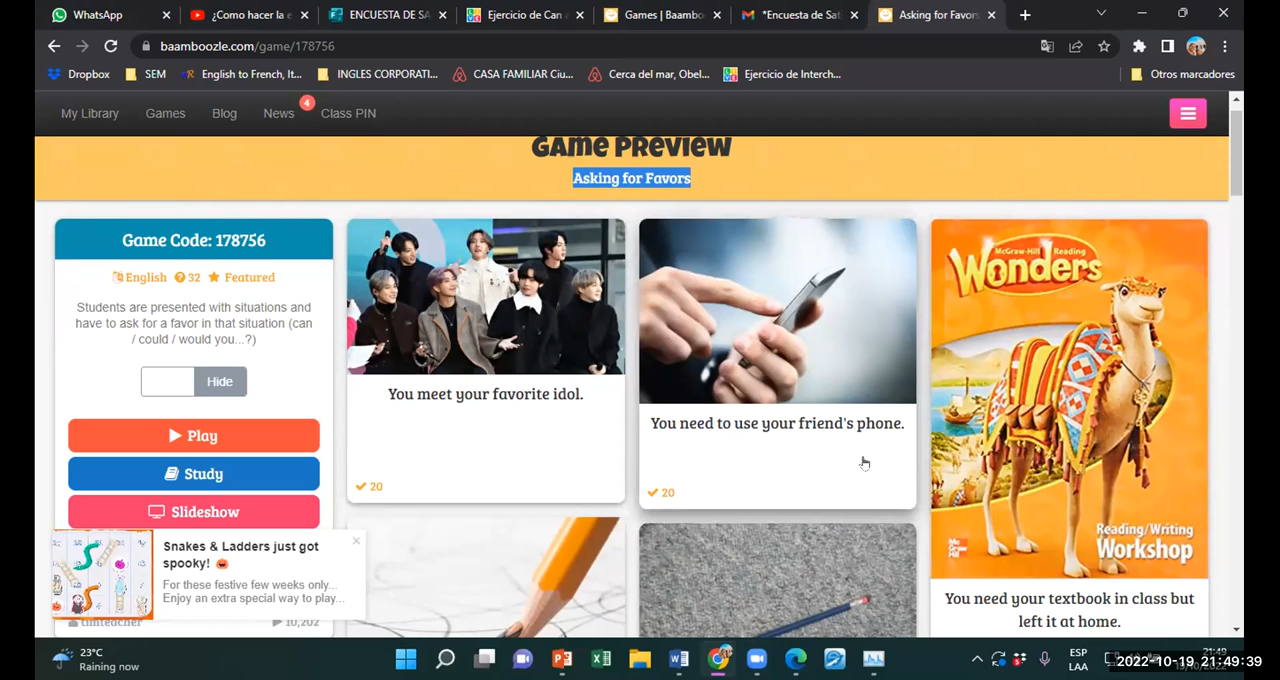 WhatsApp
¿Como hacer la e
ENCUESTA DE SA
Ejercicio de Can a
Games | Baambo
*Encuesta de Sat
Asking for Favors
baamboozle.com/game/178756
Dropbox
SEM
English to French, It...
INGLES CORPORATI...
CASA FAMILIAR Ciu...
Cerca del mar, Obel...
Ejercicio de Interch...
Otros marcadores
My Library
Games
Blog
News
4
Class PIN
Game Preview
Asking for Favors
Game Code: 178756
English 32 Featured
Students are presented with situations and
have to ask for a favor in that situation (can
/ could / would you...?)
Hide
Play
Study
Slideshow
Snakes & Ladders just got
spooky!
For these festive few weeks only...
Enjoy an extra special way to play...
10,202
You meet your favorite idol.
20
You need to use your friend's phone.
20
McGraw-Hill Reading
Wonders
Reading/Writing
Workshop
Mc
Graw
Hill
You need your textbook in class but
left it at home.
23°C
Raining now
ESP
LAA
21:49
2022-10-19 21:49:39